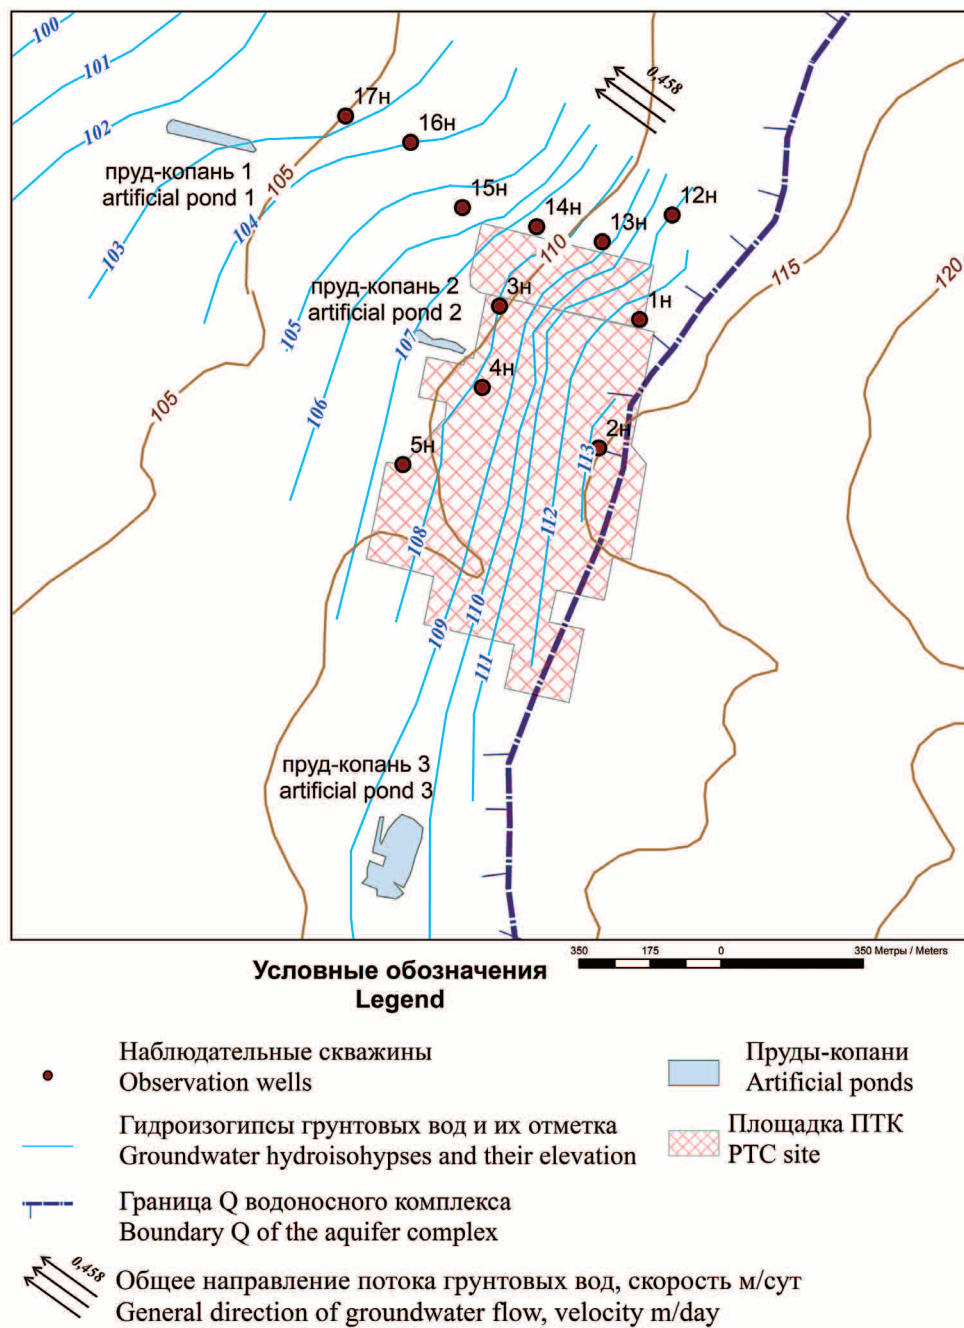 100
101
102
17н
16н
0,458
пруд-копань 1
artificial pond 1
105
103
104
15н
14н
13н
12н
110
115
120
пруд-копань 2
artificial pond 2
3н
1н
105
107
4н
105
106
5н
2н
113
112
108
109
110
111
пруд-копань 3
artificial pond 3
350 175 0 350 Метры / Meters
Условные обозначения
Legend
Наблюдательные скважины
Observation wells
Пруды-копани
Artificial ponds
Гидроизогипсы грунтовых вод и их отметка
Groundwater hydroisohypses and their elevation
Площадка ПТК
PTC site
Граница Q водоносного комплекса
Boundary Q of the aquifer complex
0,458
Общее направление потока грунтовых вод, скорость м/сут
General direction of groundwater flow, velocity m/day